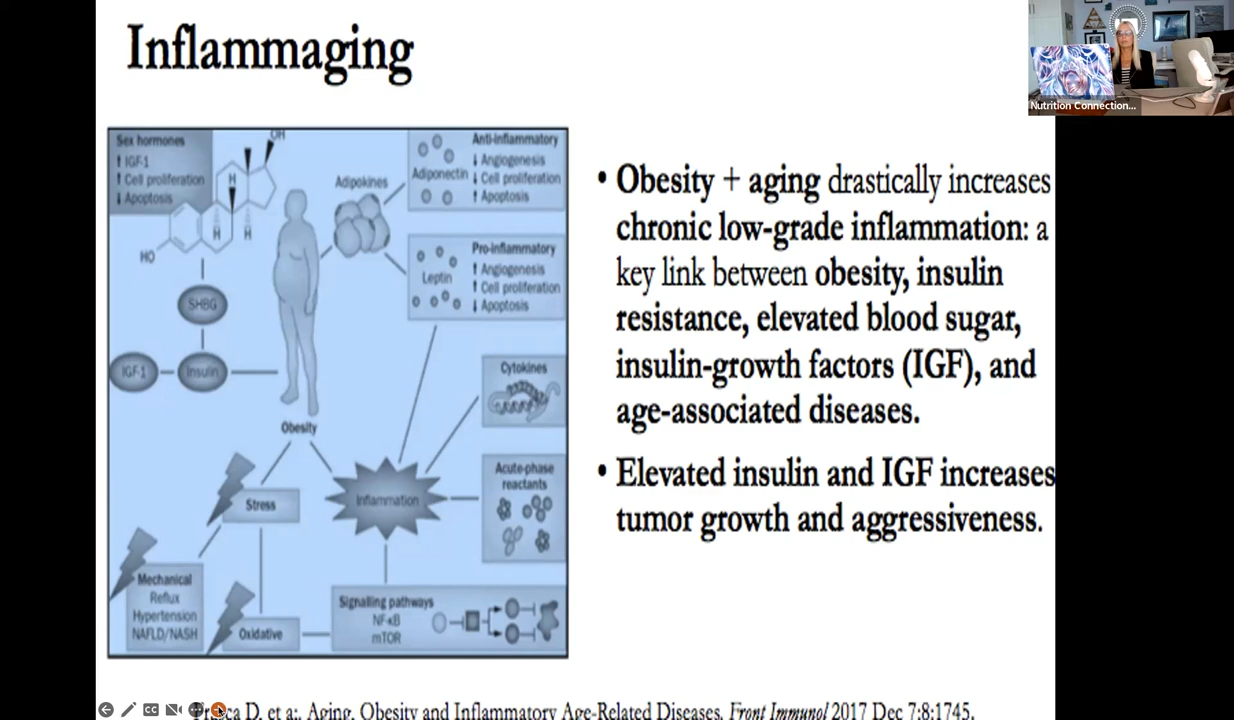 Inflammaging
Nutrition Connection...
Sex hormones
↑ IGF-1
↑ Cell proliferation
↓ Apoptosis
OH
H
H
H
HO
SHBG
IGF-1
Insulin
Adipokines
Anti-inflammatory
Adiponectin
↓ Angiogenesis
↓ Cell proliferation
↑ Apoptosis
Pro-inflammatory
Leptin
↑ Angiogenesis
↑ Cell proliferation
↓ Apoptosis
Cytokines
Obesity
Stress
Inflammation
Acute-phase
reactants
Mechanical
Reflux
Hypertension
NAFLD/NASH
Oxidative
Signalling pathways
NF-κB
mTOR
• Obesity + aging drastically increases
chronic low-grade inflammation: a
key link between obesity, insulin
resistance, elevated blood sugar,
insulin-growth factors (IGF), and
age-associated diseases.
• Elevated insulin and IGF increases
tumor growth and aggressiveness.
CC
D, et a:. Aging, Obesity and Inflammatory Age-Related Diseases. Front Immunol 2017 Dec 7:8:1745.